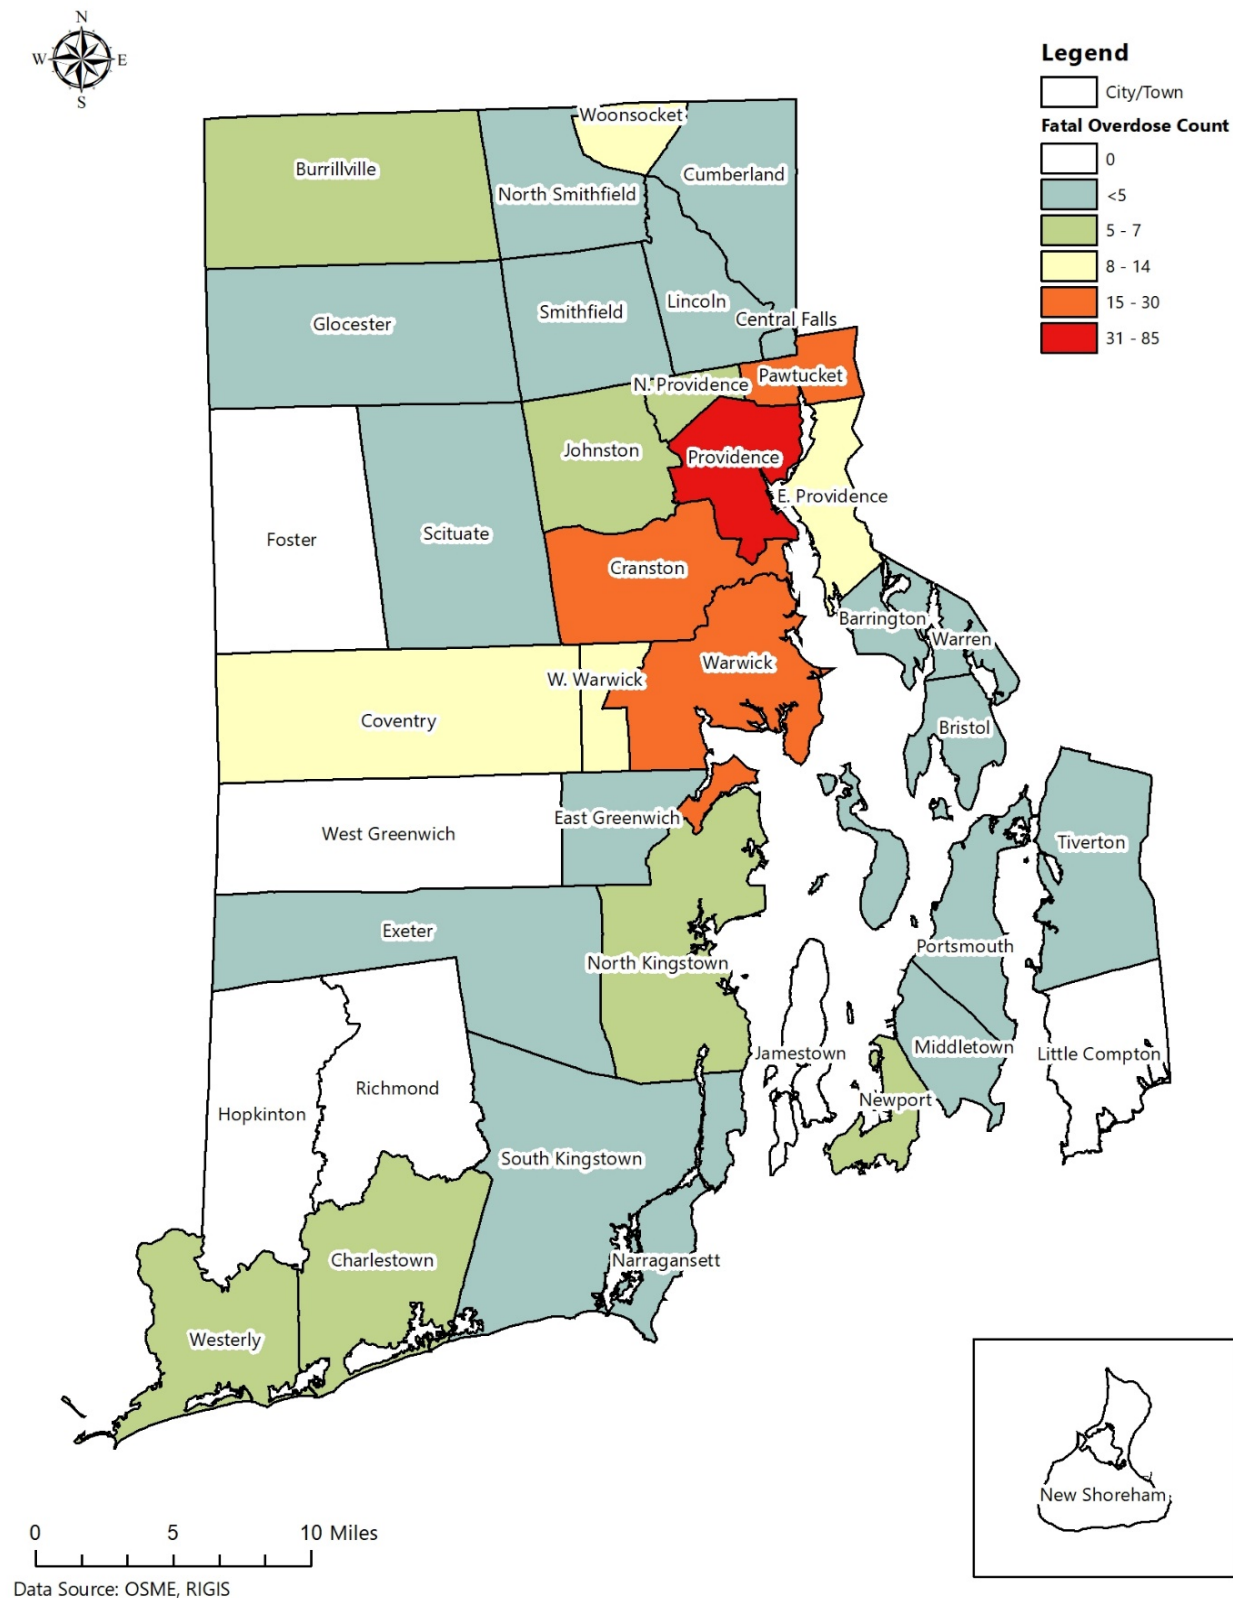 N
W E
S
Legend
City/Town
Fatal Overdose Count
0
<5
5 - 7
8 - 14
15 - 30
31 - 85
Woonsocket
Burrillville
Cumberland
North Smithfield
Lincoln
Smithfield
Central Falls
Glocester
Pawtucket
N. Providence
Johnston
Providence
E. Providence
Scituate
Foster
Cranston
Barrington
Warren
Warwick
W. Warwick
Coventry
Bristol
East Greenwich
West Greenwich
Tiverton
Exeter
Portsmouth
North Kingstown
Middletown
Jamestown
Little Compton
Richmond
Newport
Hopkinton
South Kingstown
Charlestown
Narragansett
Westerly
New Shoreham
0 5 10 Miles
Data Source: OSME, RIGIS